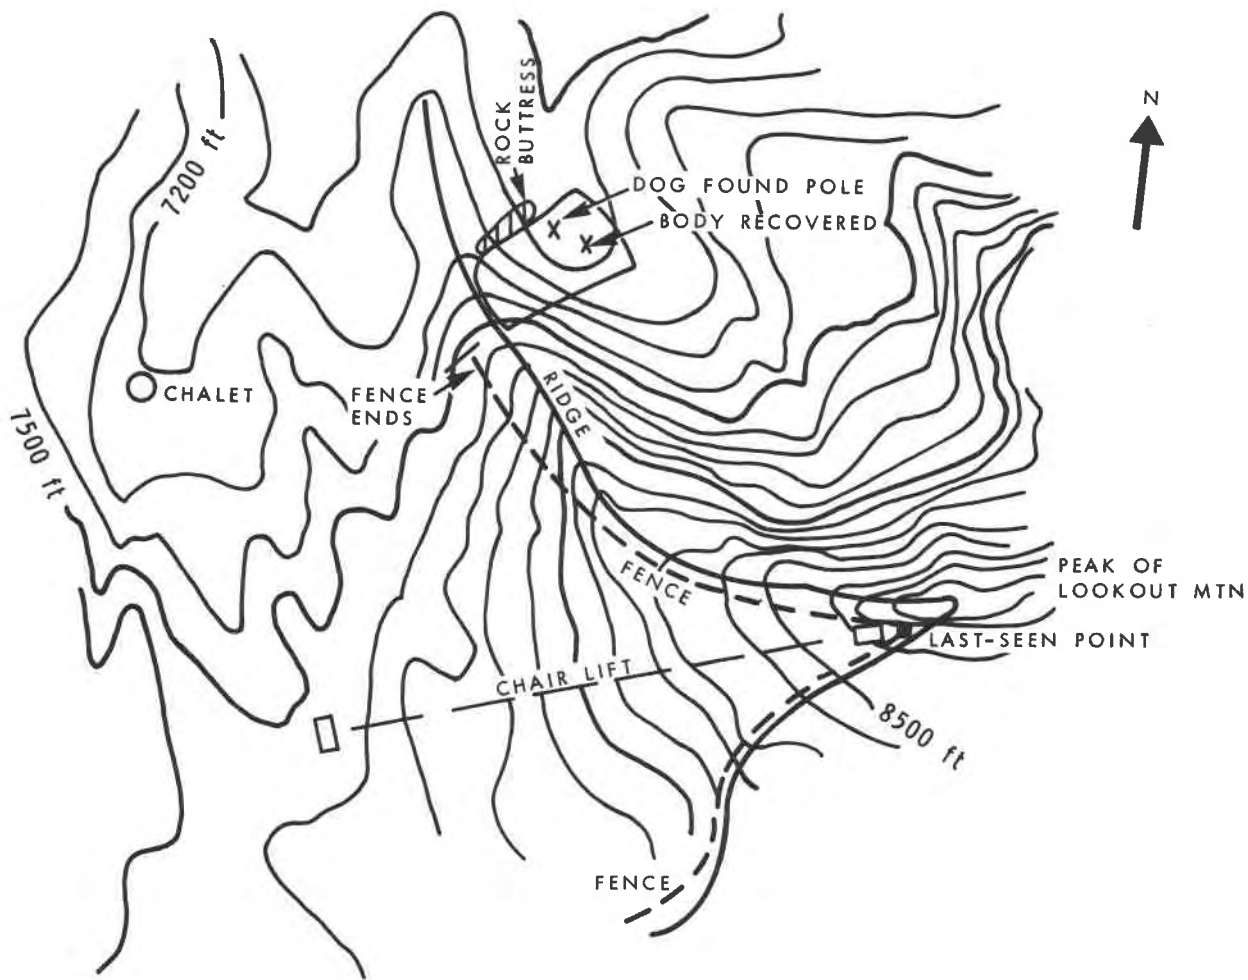 N
ROCK
BUTTRESS
7200 ft
DOG FOUND POLE
BODY RECOVERED
CHALET
FENCE
ENDS
RIDGE
7500 ft
FENCE
PEAK OF
LOOKOUT MTN
LAST-SEEN POINT
CHAIR LIFT
8500 ft
FENCE